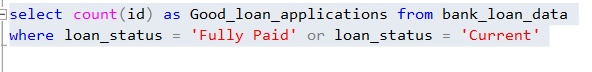 select count(id) as Good_loan_applications from bank_loan_data
where loan_status = 'Fully Paid' or loan_status = 'Current'